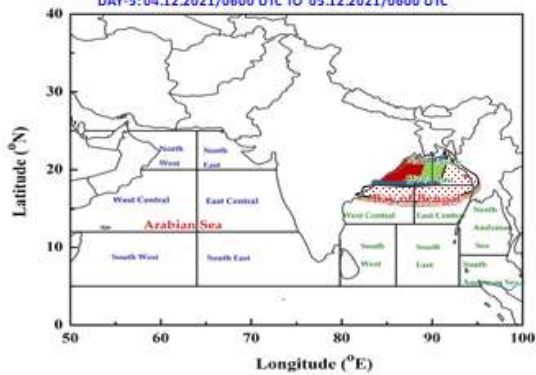 DAY-5: 04.12.2021/0600 UTC TO 05.12.2021/0600 UTC
40
30
20
10
0
Latitude (°N)
North West
North East
West Central
East Central
Arabian Sea
South West
South East
Bay of Bengal
West Central
East Central
North Andaman Sea
South West
South East
South Andaman Sea
50 60 70 80 90 100
Longitude (°E)